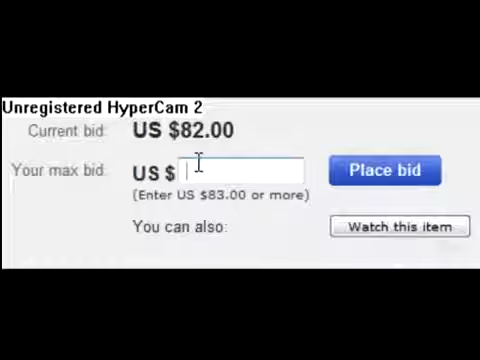 Unregistered HyperCam 2
Current bid: US $82.00
Your max bid: US $ Place bid
(Enter US $83.00 or more)
You can also: Watch this item